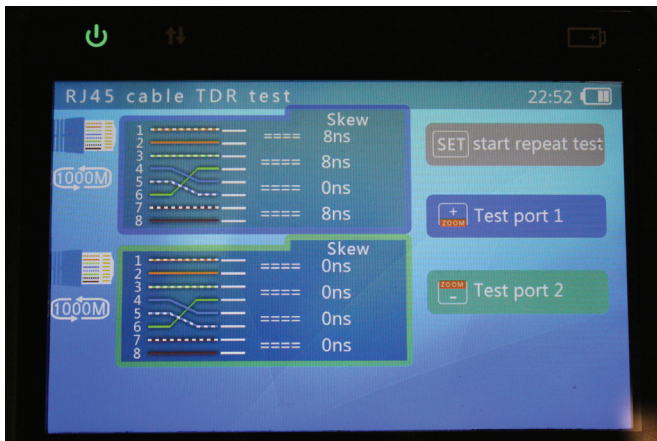 RJ45 cable TDR test 22:52
Skew
1
2 ==== 8ns
3
4 ==== 8ns
5
6 ==== 0ns
7
8 ==== 8ns
1000M
SET start repeat test
+ ZOOM Test port 1
Skew
1
2 ==== 0ns
3
4 ==== 0ns
5
6 ==== 0ns
7
8 ==== 0ns
1000M
ZOOM - Test port 2